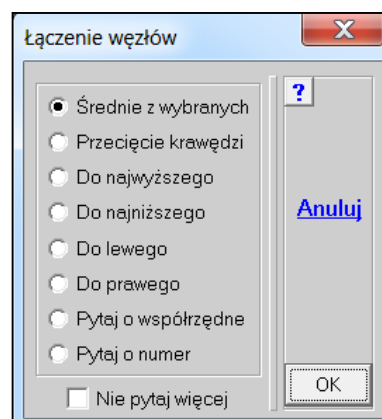 Łączenie węzłów
X
Średnie z wybranych
?
Przecięcie krawędzi
Do najwyższego
Do najniższego
Anuluj
Do lewego
Do prawego
Pytaj o współrzędne
Pytaj o numer
OK
Nie pytaj więcej